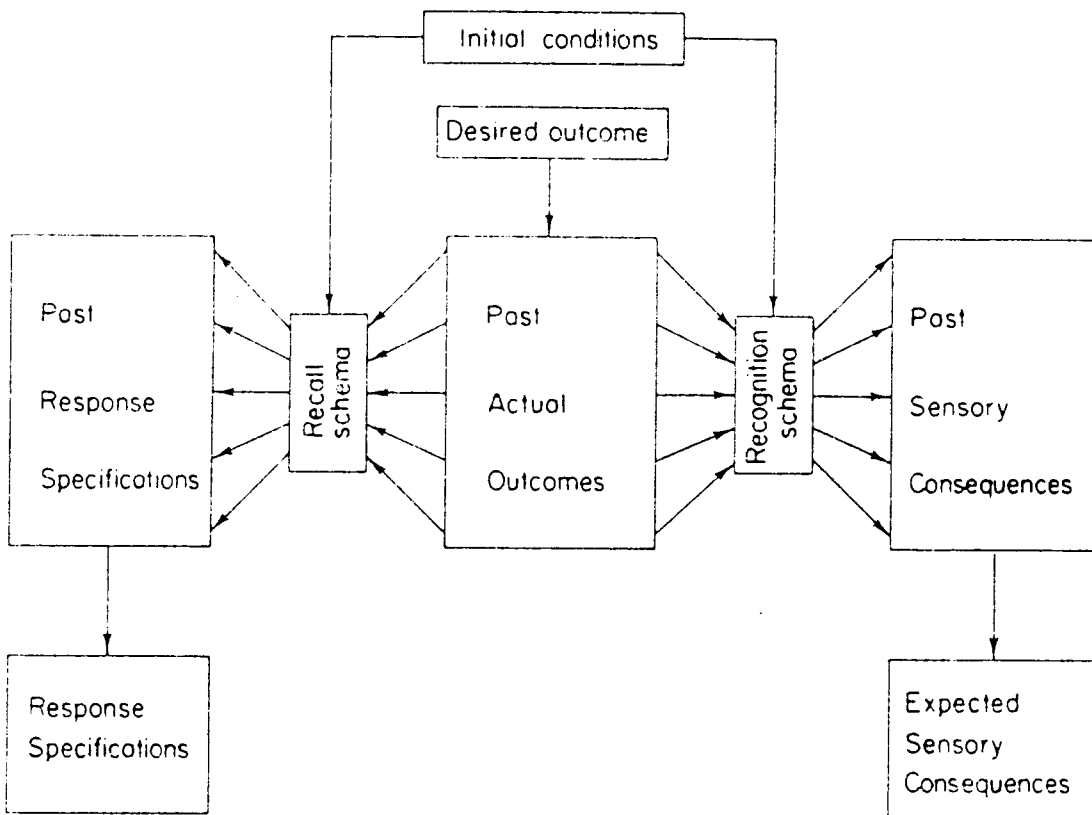 Initial conditions
Desired outcome
Past
Response
Specifications
Recall
schema
Past
Actual
Outcomes
Recognition
schema
Past
Sensory
Consequences
Response
Specifications
Expected
Sensory
Consequences